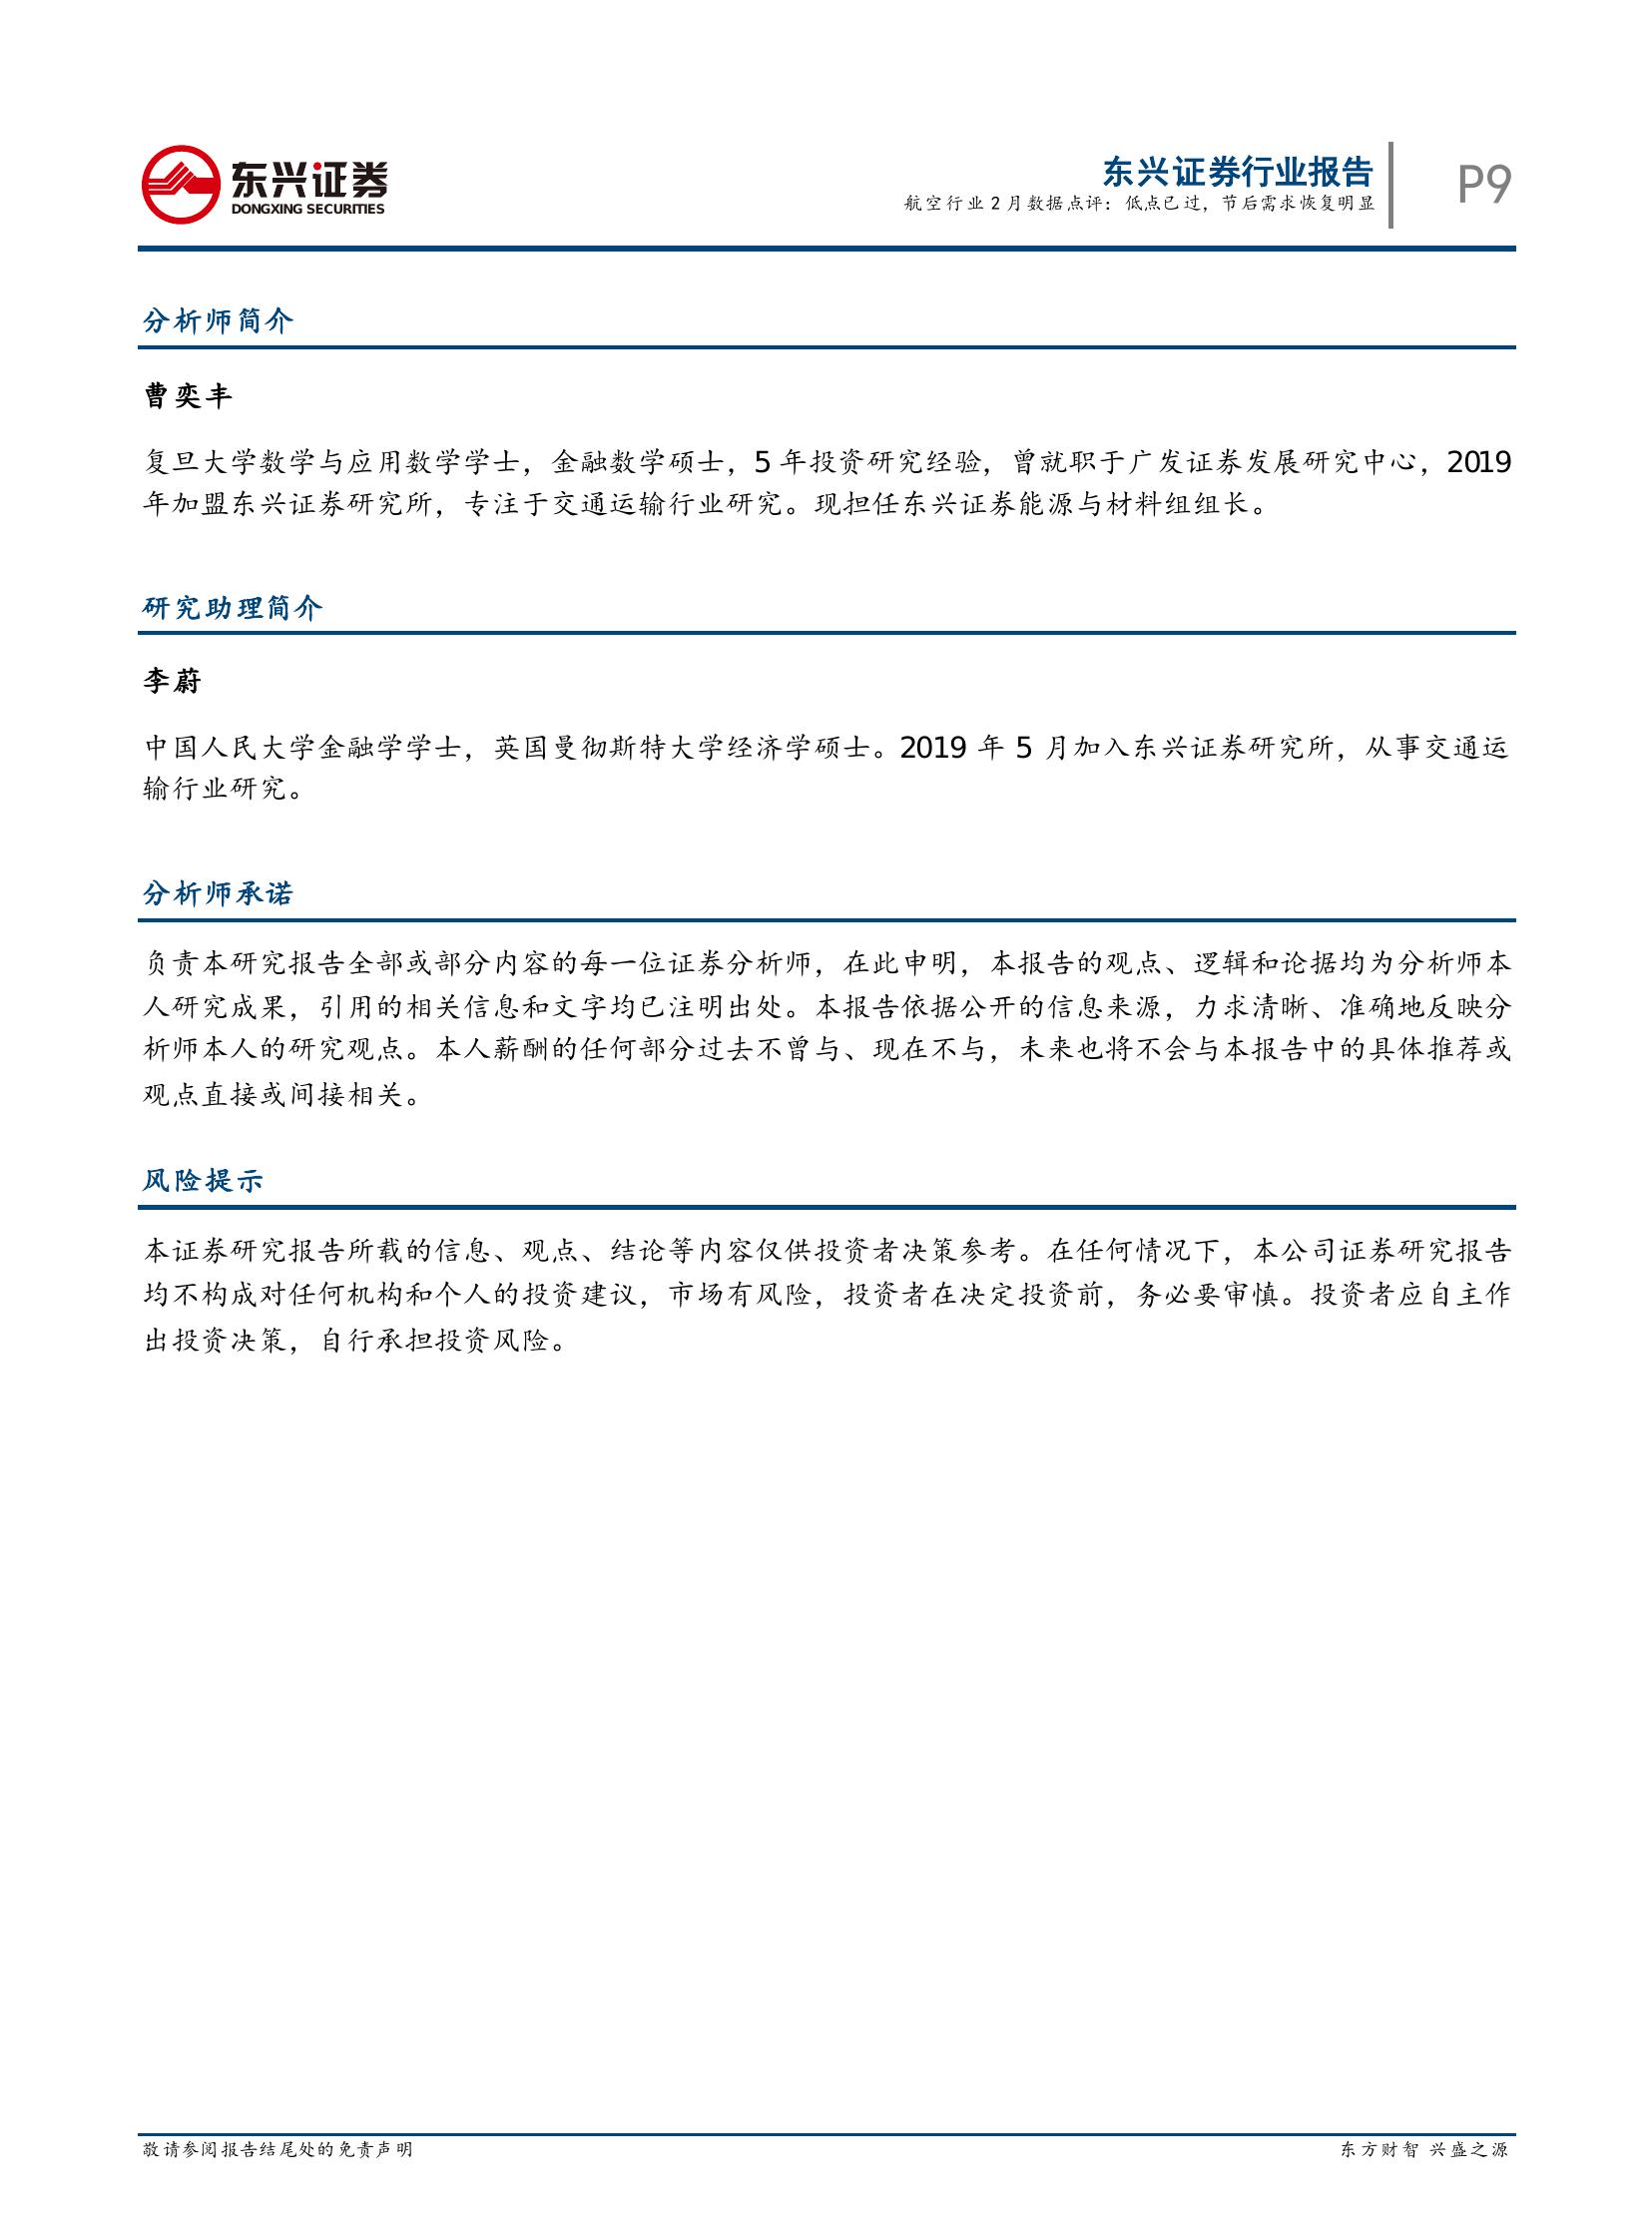 东兴证券
DONGXING SECURITIES
东兴证券行业报告
航空行业 2 月数据点评：低点已过，节后需求恢复明显
P9
分析师简介
曹奕丰
复旦大学数学与应用数学学士，金融数学硕士，5 年投资研究经验，曾就职于广发证券发展研究中心，2019
年加盟东兴证券研究所，专注于交通运输行业研究。现担任东兴证券能源与材料组组长。
研究助理简介
李蔚
中国人民大学金融学学士，英国曼彻斯特大学经济学硕士。2019 年 5 月加入东兴证券研究所，从事交通运
输行业研究。
分析师承诺
负责本研究报告全部或部分内容的每一位证券分析师，在此申明，本报告的观点、逻辑和论据均为分析师本
人研究成果，引用的相关信息和文字均已注明出处。本报告依据公开的信息来源，力求清晰、准确地反映分
析师本人的研究观点。本人薪酬的任何部分过去不曾与、现在不与，未来也将不会与本报告中的具体推荐或
观点直接或间接相关。
风险提示
本证券研究报告所载的信息、观点、结论等内容仅供投资者决策参考。在任何情况下，本公司证券研究报告
均不构成对任何机构和个人的投资建议，市场有风险，投资者在决定投资前，务必要审慎。投资者应自主作
出投资决策，自行承担投资风险。
敬请参阅报告结尾处的免责声明
东方财智 兴盛之源